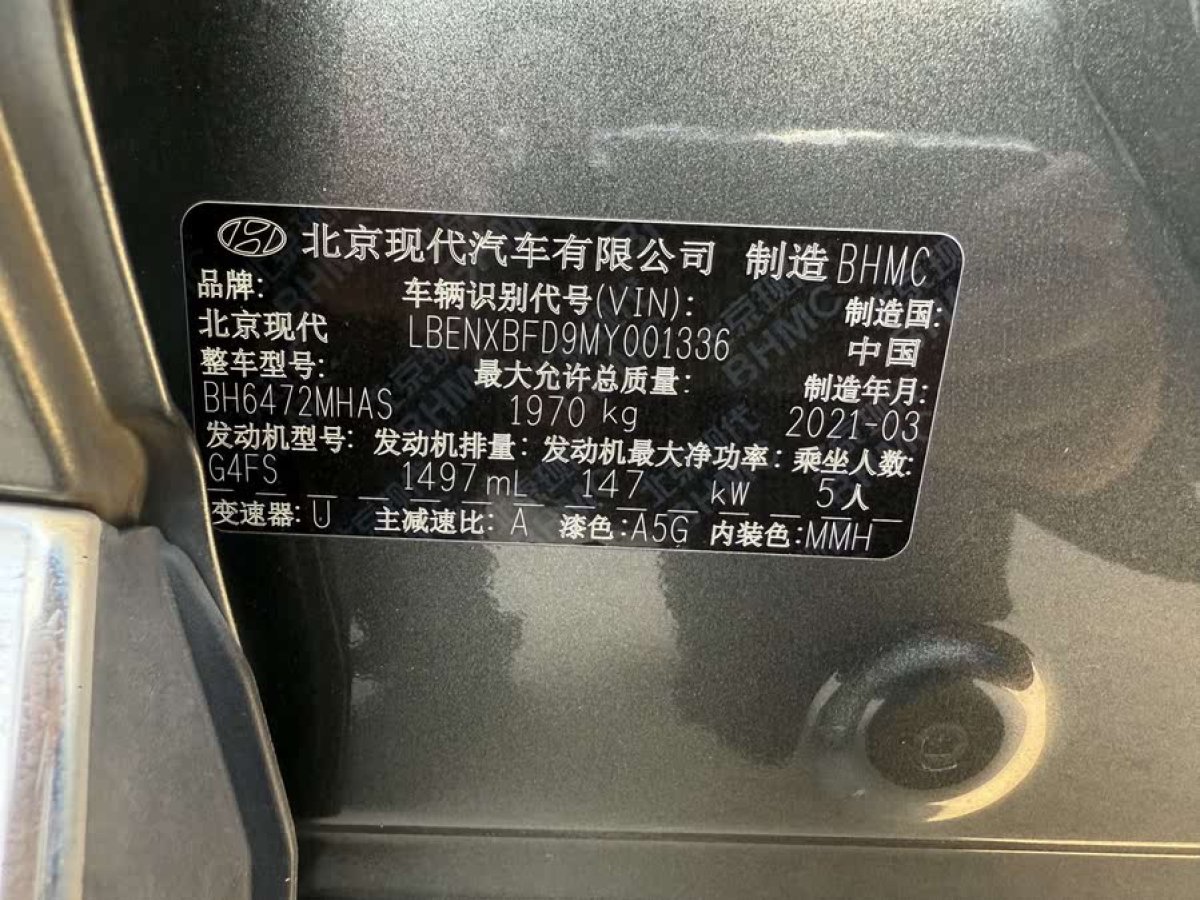 北京现代汽车有限公司 制造 BHMC
品牌: 车辆识别代号(VIN): 制造国:
北京现代 LBENXBFD9MY001336 中国
整车型号: 最大允许总质量: 制造年月:
BH6472MHAS 1970 kg 2021-03
发动机型号: 发动机排量: 发动机最大净功率: 乘坐人数:
G4FS 1497 mL 147 kW 5人
变速器: U 主减速比: A 漆色: A5G 内装色: MMH